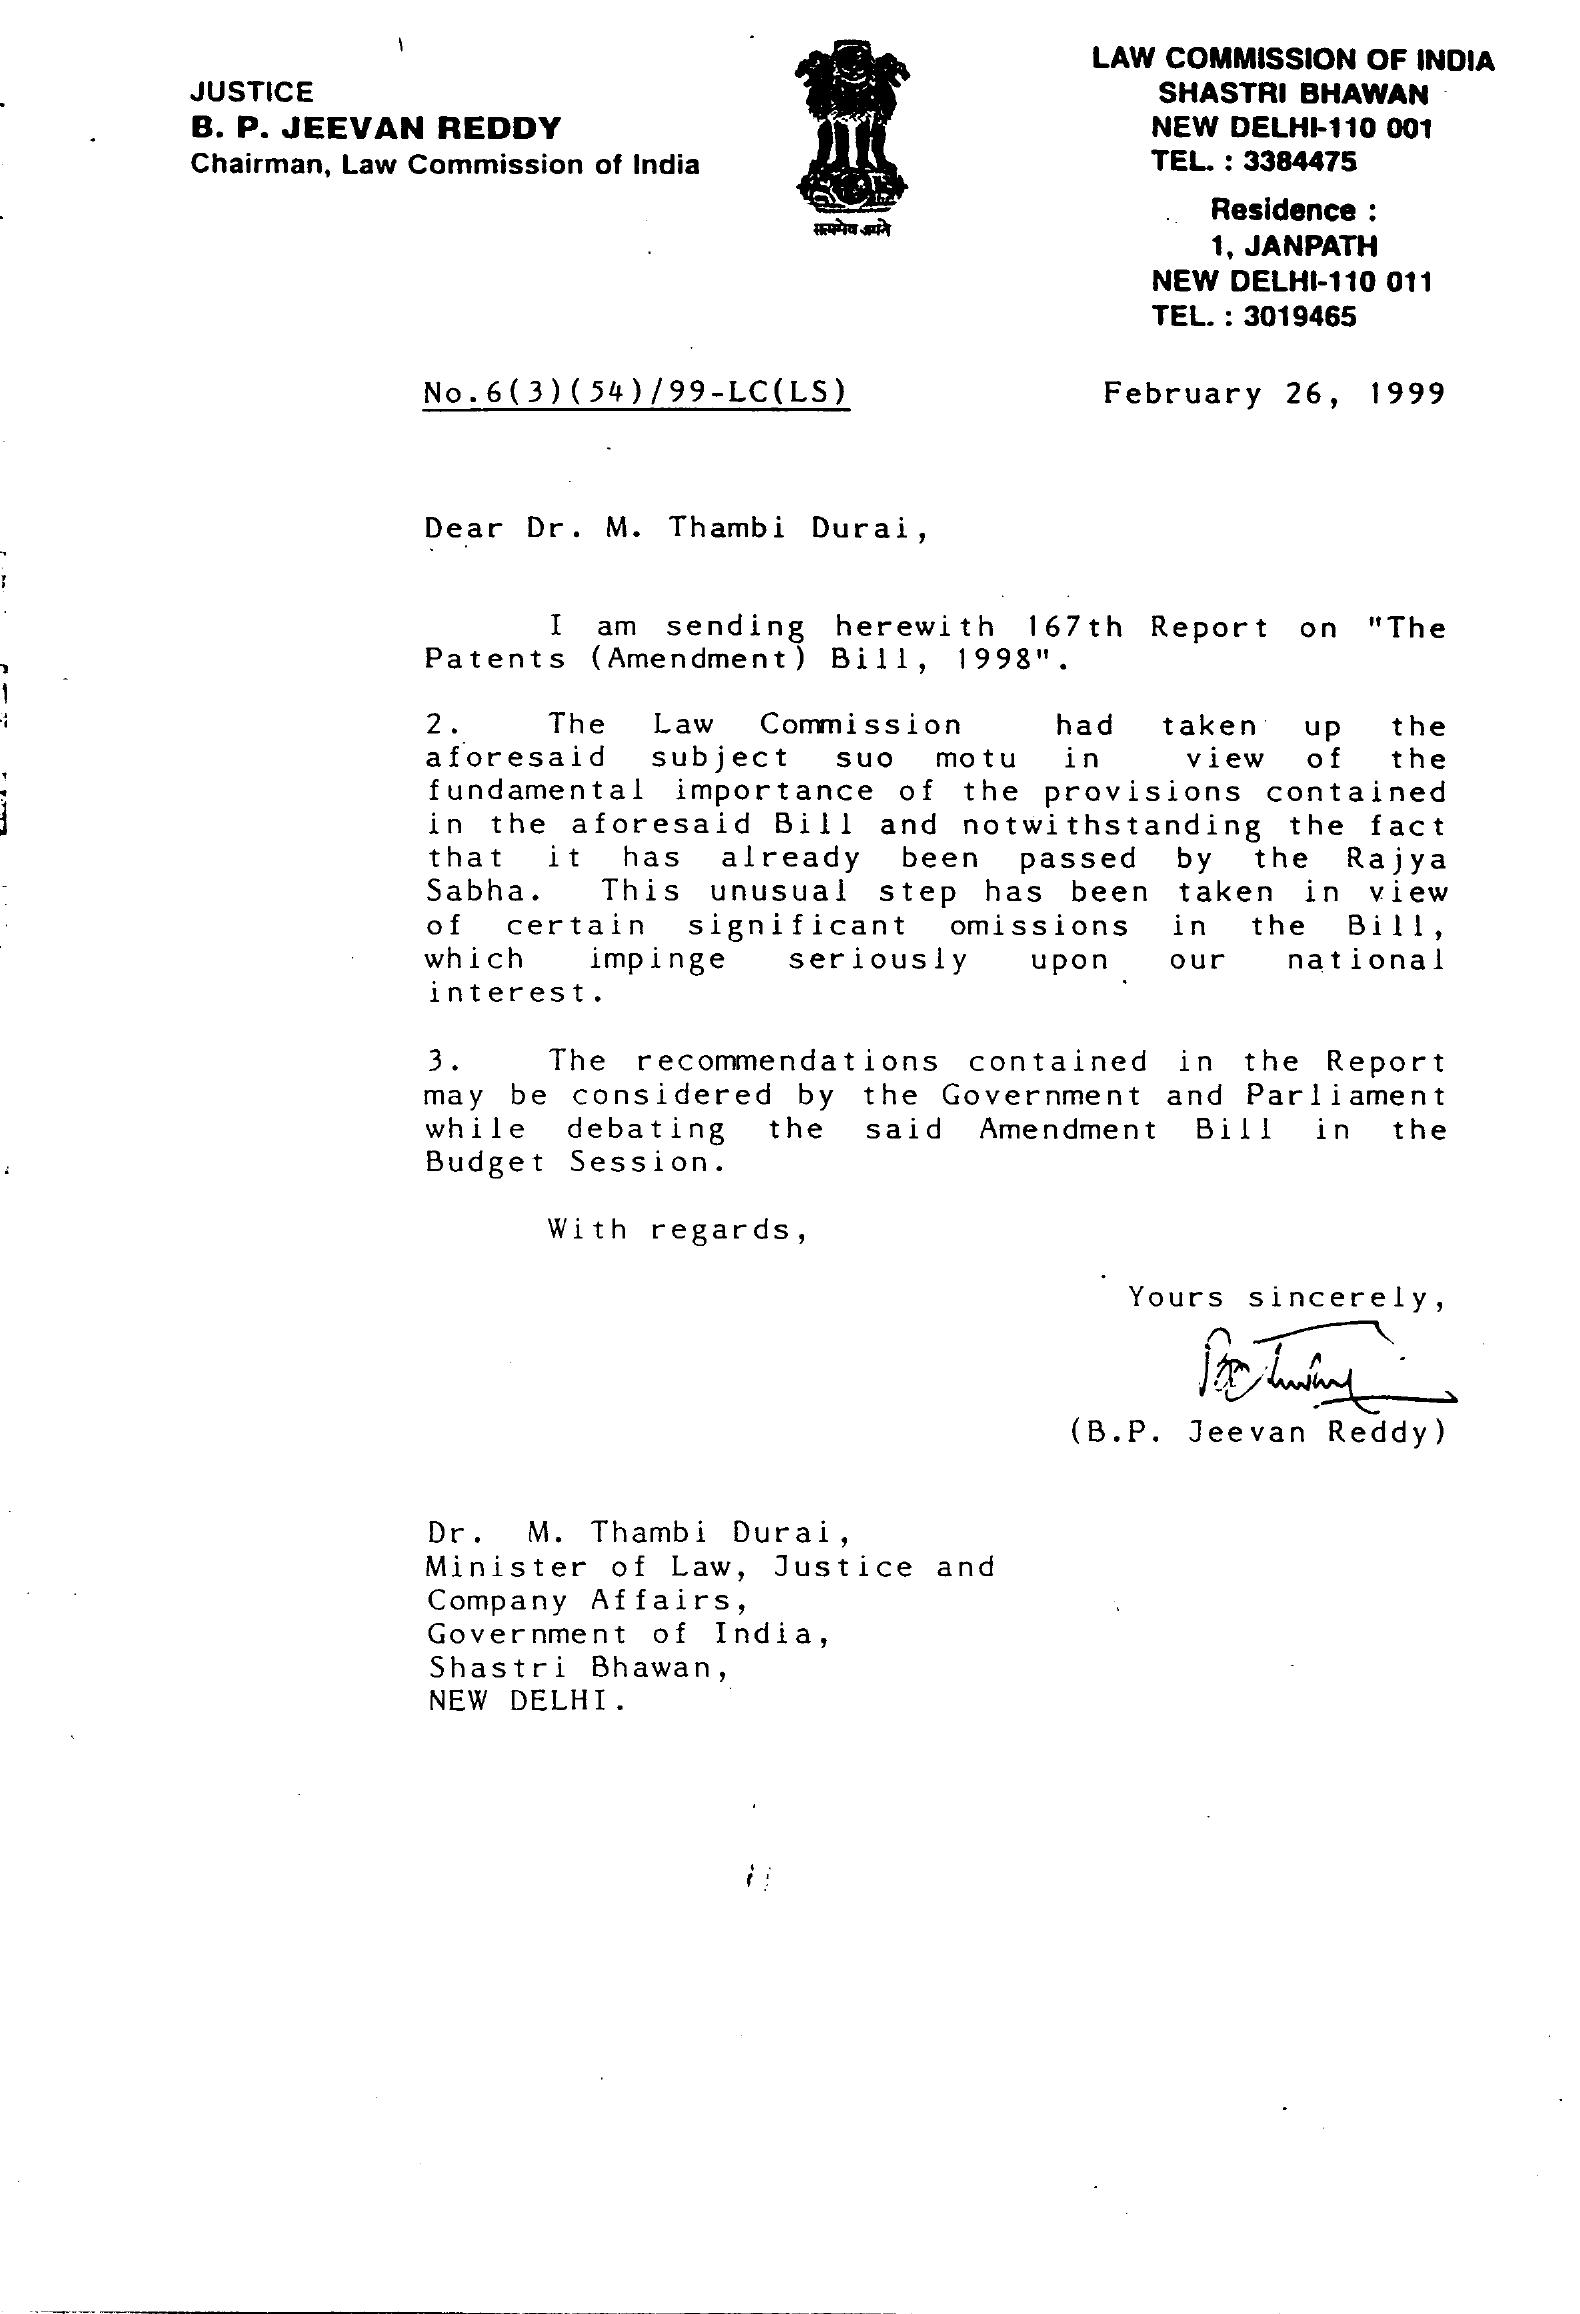 JUSTICE
B. P. JEEVAN REDDY
Chairman, Law Commission of India
सत्यमेव जयते
LAW COMMISSION OF INDIA
SHASTRI BHAWAN
NEW DELHI-110 001
TEL. : 3384475
Residence :
1, JANPATH
NEW DELHI-110 011
TEL. : 3019465
No.6(3)(54)/99-LC(LS) February 26, 1999
Dear Dr. M. Thambi Durai,
I am sending herewith 167th Report on "The
Patents (Amendment) Bill, 1998".
2. The Law Commission had taken up the
aforesaid subject suo motu in view of the
fundamental importance of the provisions contained
in the aforesaid Bill and notwithstanding the fact
that it has already been passed by the Rajya
Sabha. This unusual step has been taken in view
of certain significant omissions in the Bill,
which impinge seriously upon our national
interest.
3. The recommendations contained in the Report
may be considered by the Government and Parliament
while debating the said Amendment Bill in the
Budget Session.
With regards,
Yours sincerely,
(B.P. Jeevan Reddy)
Dr. M. Thambi Durai,
Minister of Law, Justice and
Company Affairs,
Government of India,
Shastri Bhawan,
NEW DELHI.